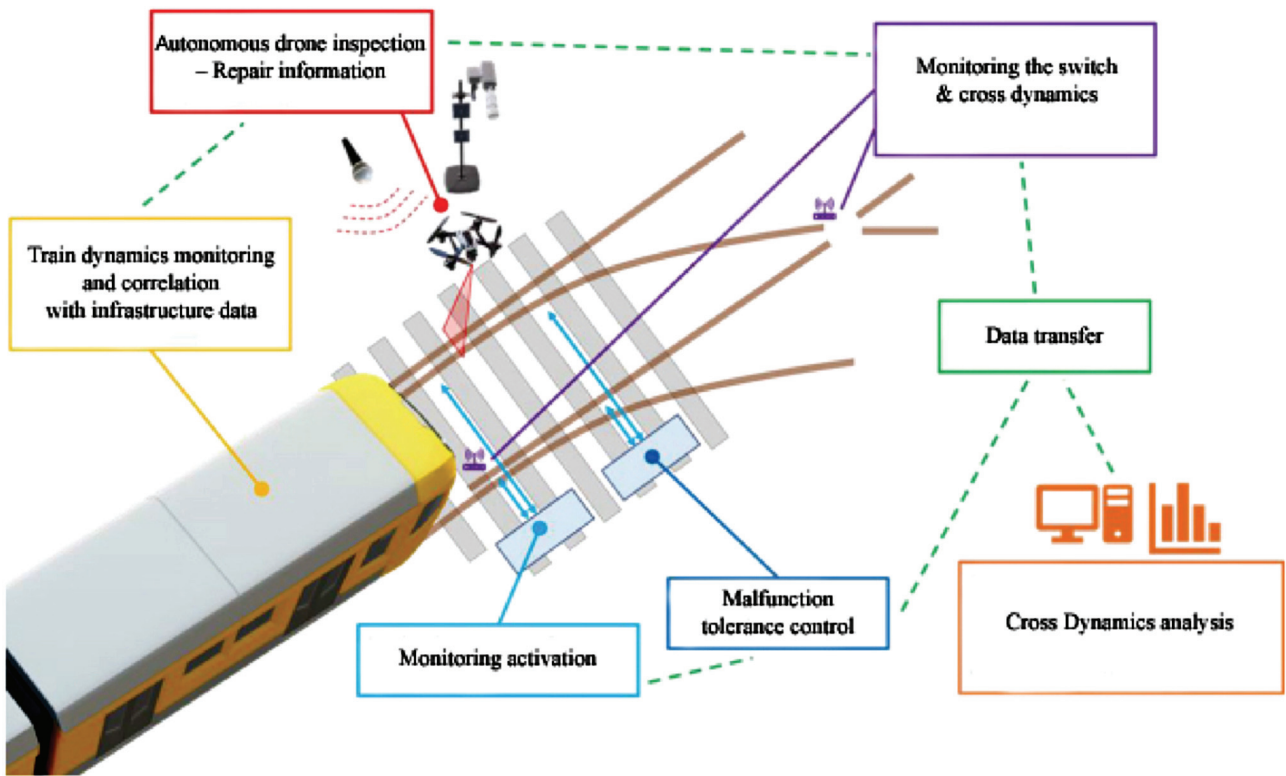 Autonomous drone inspection
– Repair information
Monitoring the switch
& cross dynamics
Train dynamics monitoring
and correlation
with infrastructure data
Data transfer
Malfunction
tolerance control
Monitoring activation
Cross Dynamics analysis